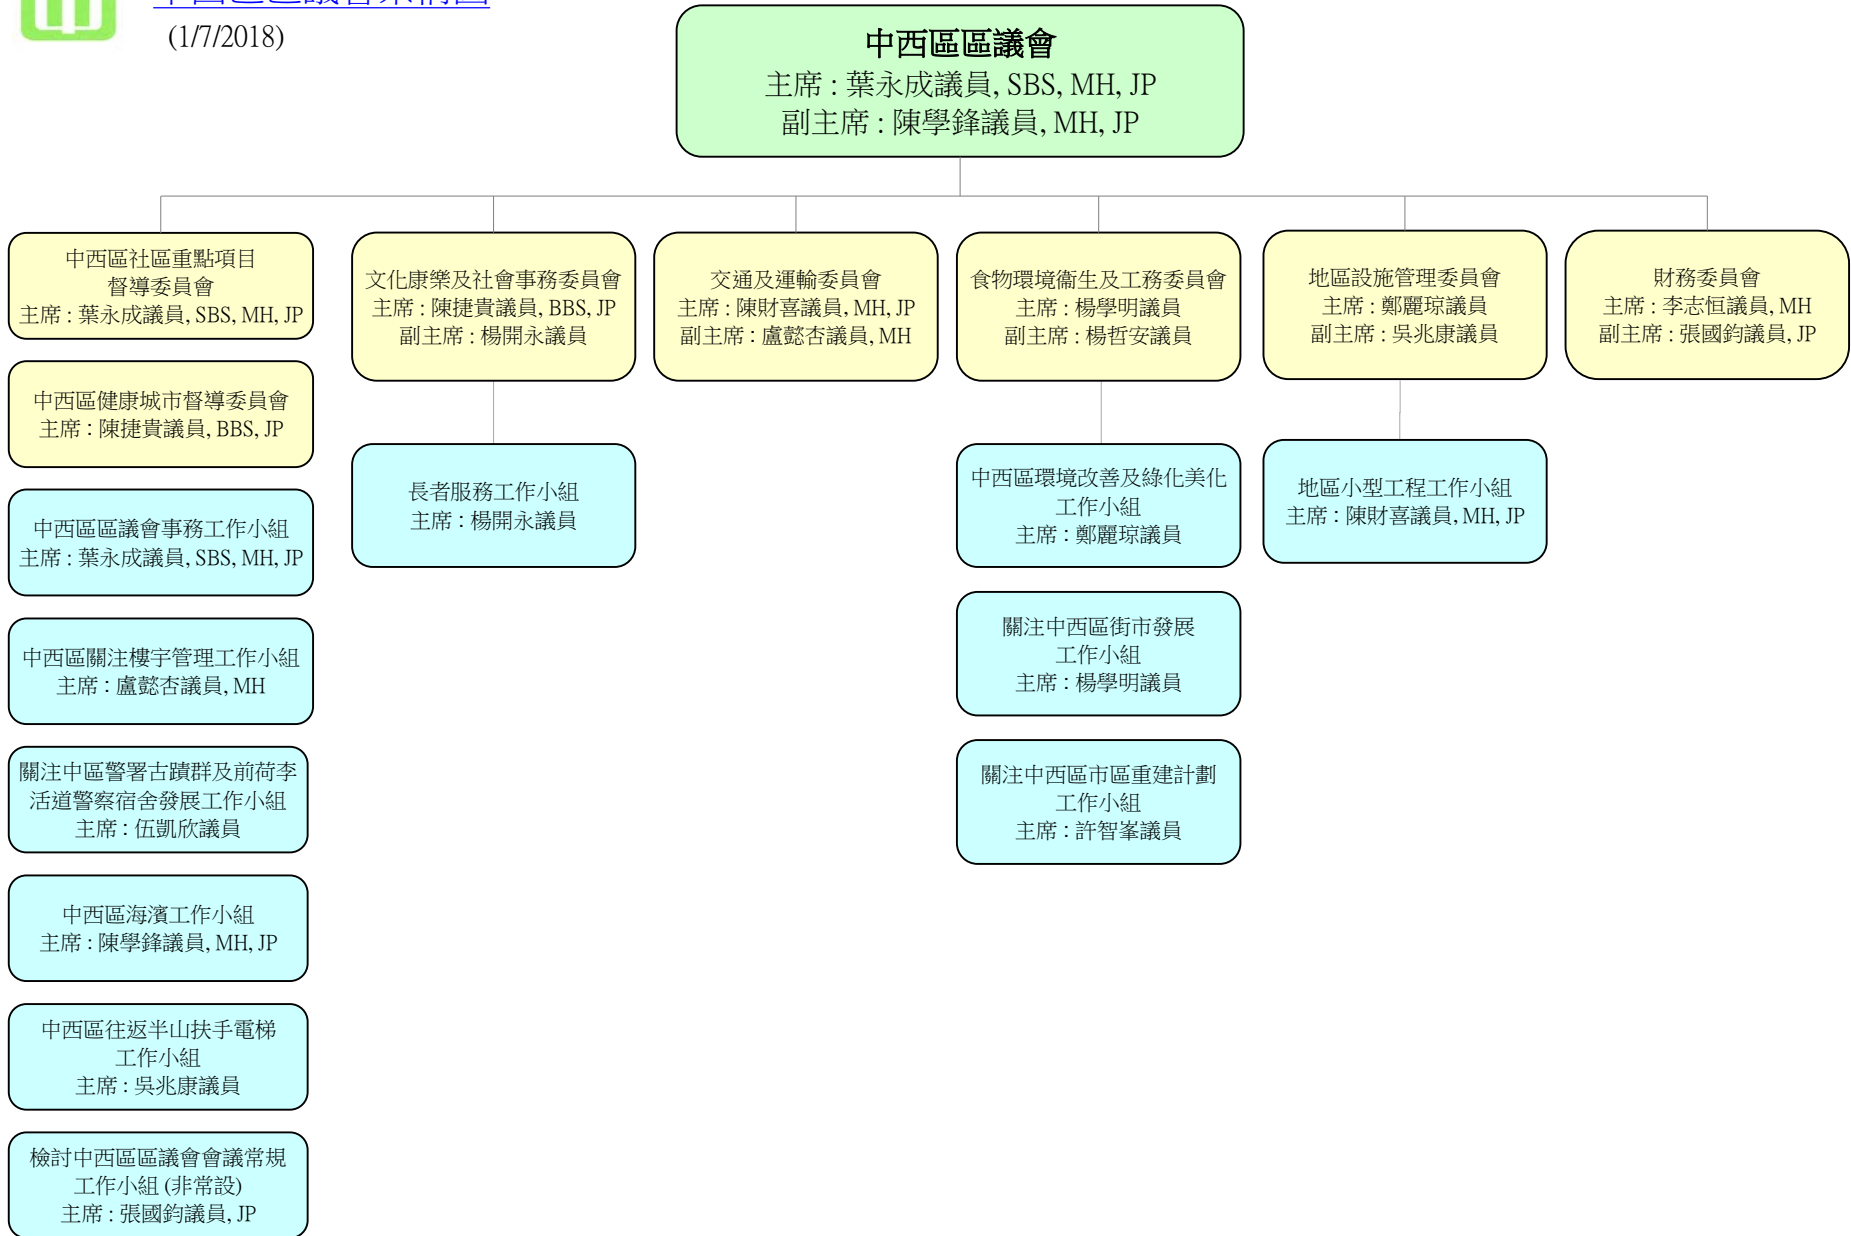 中西區區議會架構圖
(1/7/2018)
中西區區議會
主席 : 葉永成議員, SBS, MH, JP
副主席 : 陳學鋒議員, MH, JP
中西區社區重點項目
督導委員會
主席 : 葉永成議員, SBS, MH, JP
中西區健康城市督導委員會
主席 : 陳捷貴議員, BBS, JP
中西區區議會事務工作小組
主席 : 葉永成議員, SBS, MH, JP
中西區關注樓宇管理工作小組
主席 : 盧懿杏議員, MH
關注中區警署古蹟群及前荷李
活道警察宿舍發展工作小組
主席 : 伍凱欣議員
中西區海濱工作小組
主席 : 陳學鋒議員, MH, JP
中西區往返半山扶手電梯
工作小組
主席 : 吳兆康議員
檢討中西區區議會會議常規
工作小組 (非常設)
主席 : 張國鈞議員, JP
文化康樂及社會事務委員會
主席 : 陳捷貴議員, BBS, JP
副主席 : 楊開永議員
長者服務工作小組
主席 : 楊開永議員
交通及運輸委員會
主席 : 陳財喜議員, MH, JP
副主席 : 盧懿杏議員, MH
食物環境衞生及工務委員會
主席 : 楊學明議員
副主席 : 楊哲安議員
中西區環境改善及綠化美化
工作小組
主席 : 鄭麗琼議員
關注中西區街市發展
工作小組
主席 : 楊學明議員
關注中西區市區重建計劃
工作小組
主席 : 許智峯議員
地區設施管理委員會
主席 : 鄭麗琼議員
副主席 : 吳兆康議員
地區小型工程工作小組
主席 : 陳財喜議員, MH, JP
財務委員會
主席 : 李志恒議員, MH
副主席 : 張國鈞議員, JP